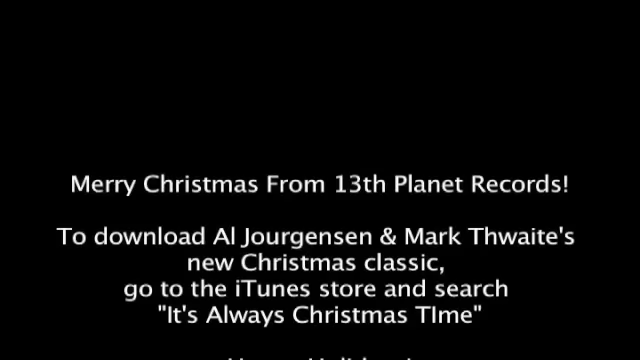 Merry Christmas From 13th Planet Records!
To download Al Jourgensen & Mark Thwaite's
new Christmas classic,
go to the iTunes store and search
"It's Always Christmas TIme"